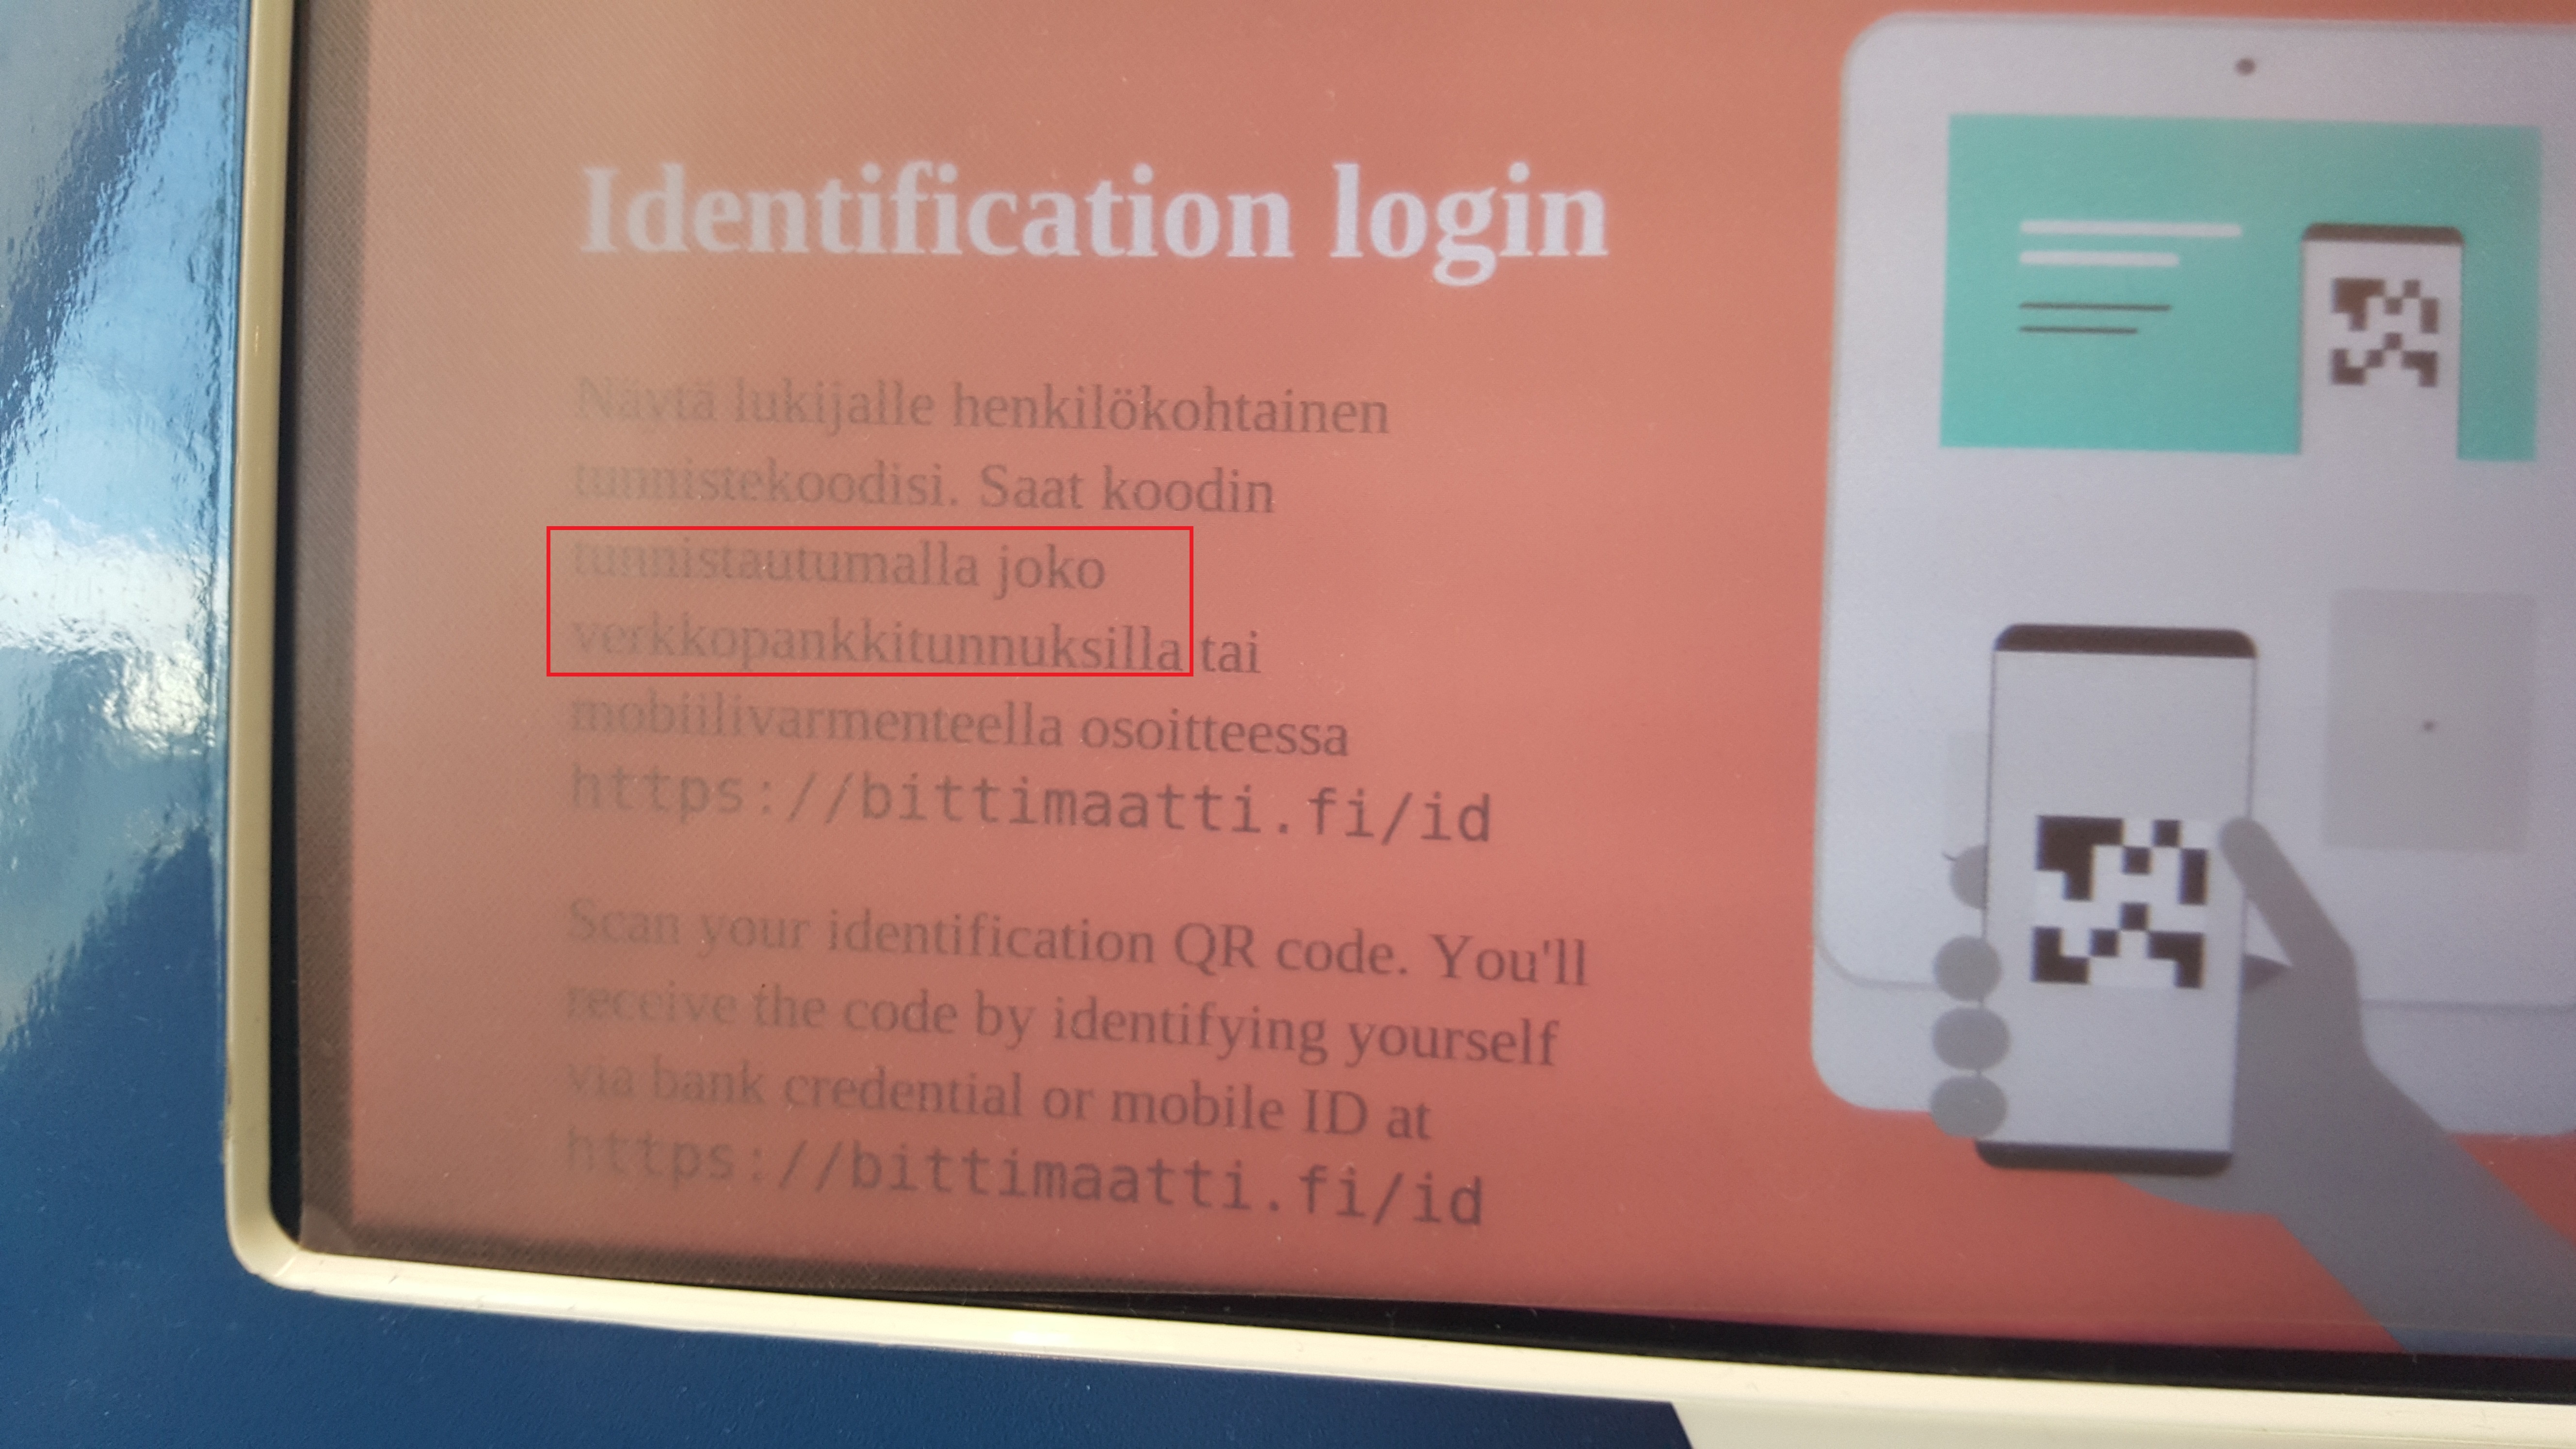 Identification login
Näytä lukijalle henkilökohtainen
tunnistekoodisi. Saat koodin
tunnistautumalla joko
verkkopankkitunnuksilla tai
mobiilivarmenteella osoitteessa
https://bittimaatti.fi/id
Scan your identification QR code. You'll
receive the code by identifying yourself
via bank credential or mobile ID at
https://bittimaatti.fi/id